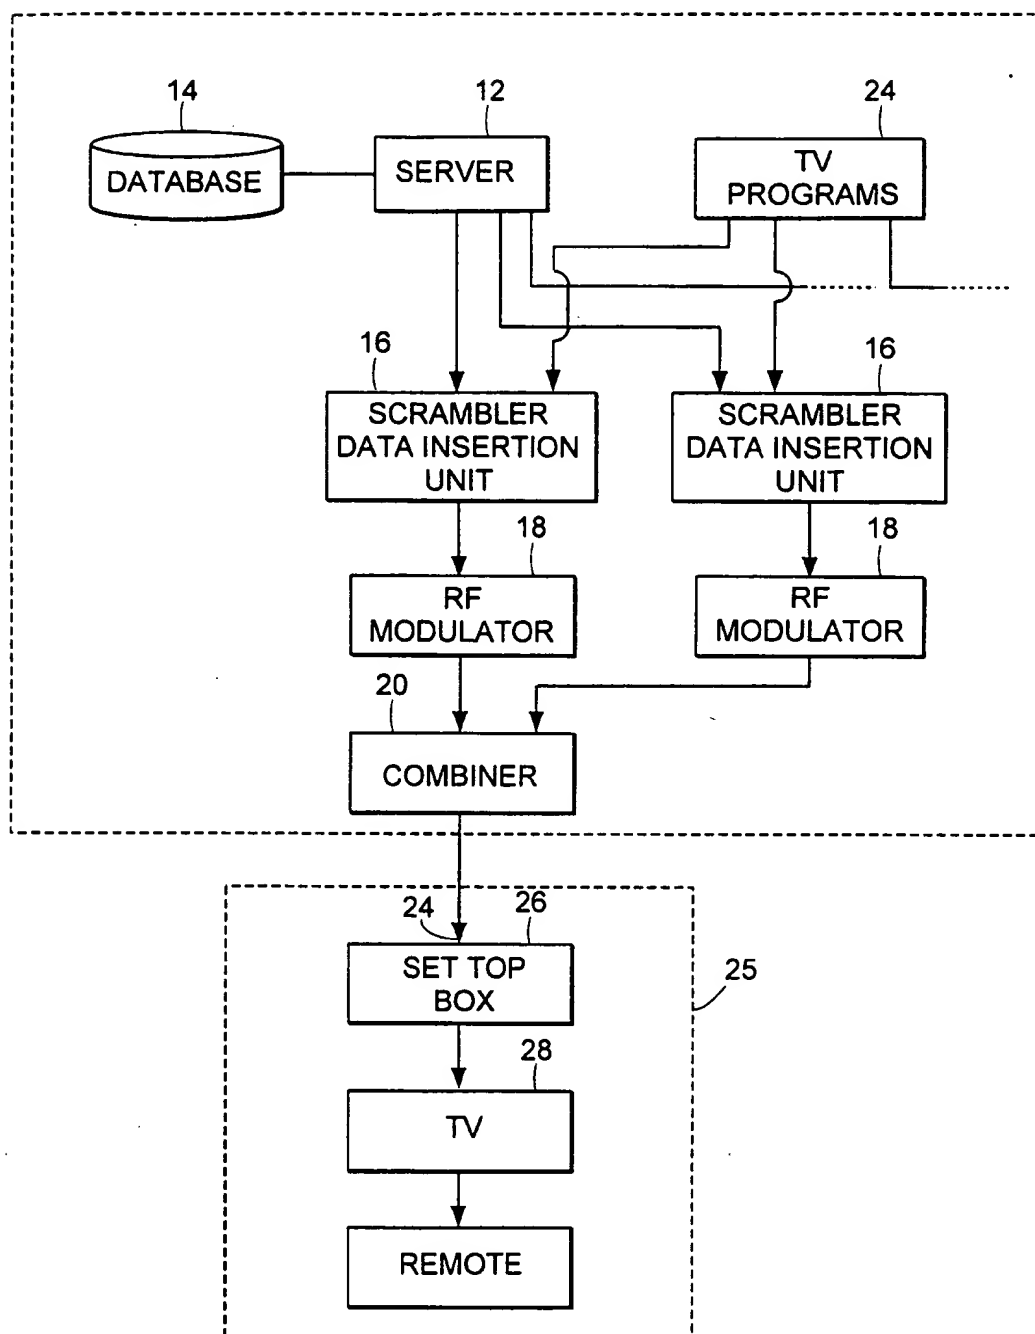 14
12
24
DATABASE
SERVER
TV
PROGRAMS
16
16
SCRAMBLER
DATA INSERTION
UNIT
SCRAMBLER
DATA INSERTION
UNIT
18
18
RF
MODULATOR
RF
MODULATOR
20
COMBINER
24
26
SET TOP
BOX
25
28
TV
REMOTE